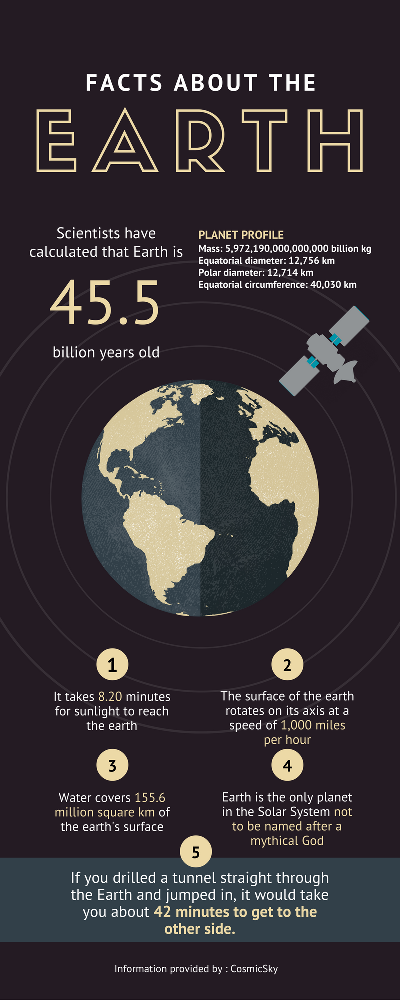 FACTS ABOUT THE
EARTH
Scientists have
calculated that Earth is
45.5
billion years old
PLANET PROFILE
Mass: 5,972,190,000,000,000 billion kg
Equatorial diameter: 12,756 km
Polar diameter: 12,714 km
Equatorial circumference: 40,030 km
1
It takes 8.20 minutes
for sunlight to reach
the earth
2
The surface of the earth
rotates on its axis at a
speed of 1,000 miles
per hour
3
Water covers 155.6
million square km of
the earth's surface
4
Earth is the only planet
in the Solar System not
to be named after a
mythical God
5
If you drilled a tunnel straight through
the Earth and jumped in, it would take
you about 42 minutes to get to the
other side.
Information provided by : CosmicSky